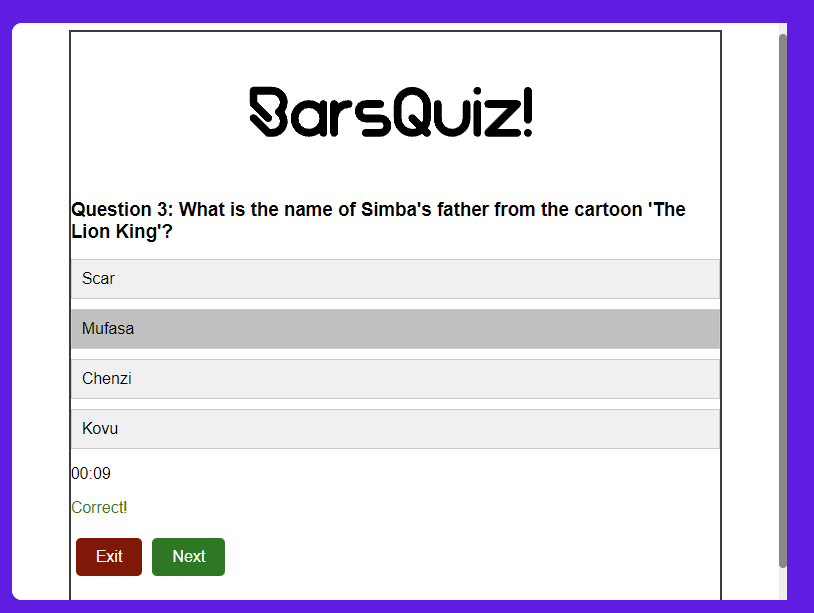 BarsQuiz!
Question 3: What is the name of Simba's father from the cartoon 'The
Lion King'?
Scar
Mufasa
Chenzi
Kovu
00:09
Correct!
Exit Next